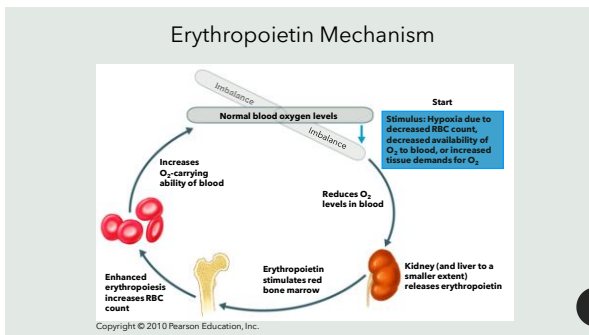 Erythropoietin Mechanism
Imbalance
Normal blood oxygen levels
Imbalance
Start
Stimulus: Hypoxia due to
decreased RBC count,
decreased availability of
O₂ to blood, or increased
tissue demands for O₂
Reduces O₂
levels in blood
Kidney (and liver to a
smaller extent)
releases erythropoietin
Erythropoietin
stimulates red
bone marrow
Enhanced
erythropoiesis
increases RBC
count
Increases
O₂-carrying
ability of blood
Copyright © 2010 Pearson Education, Inc.